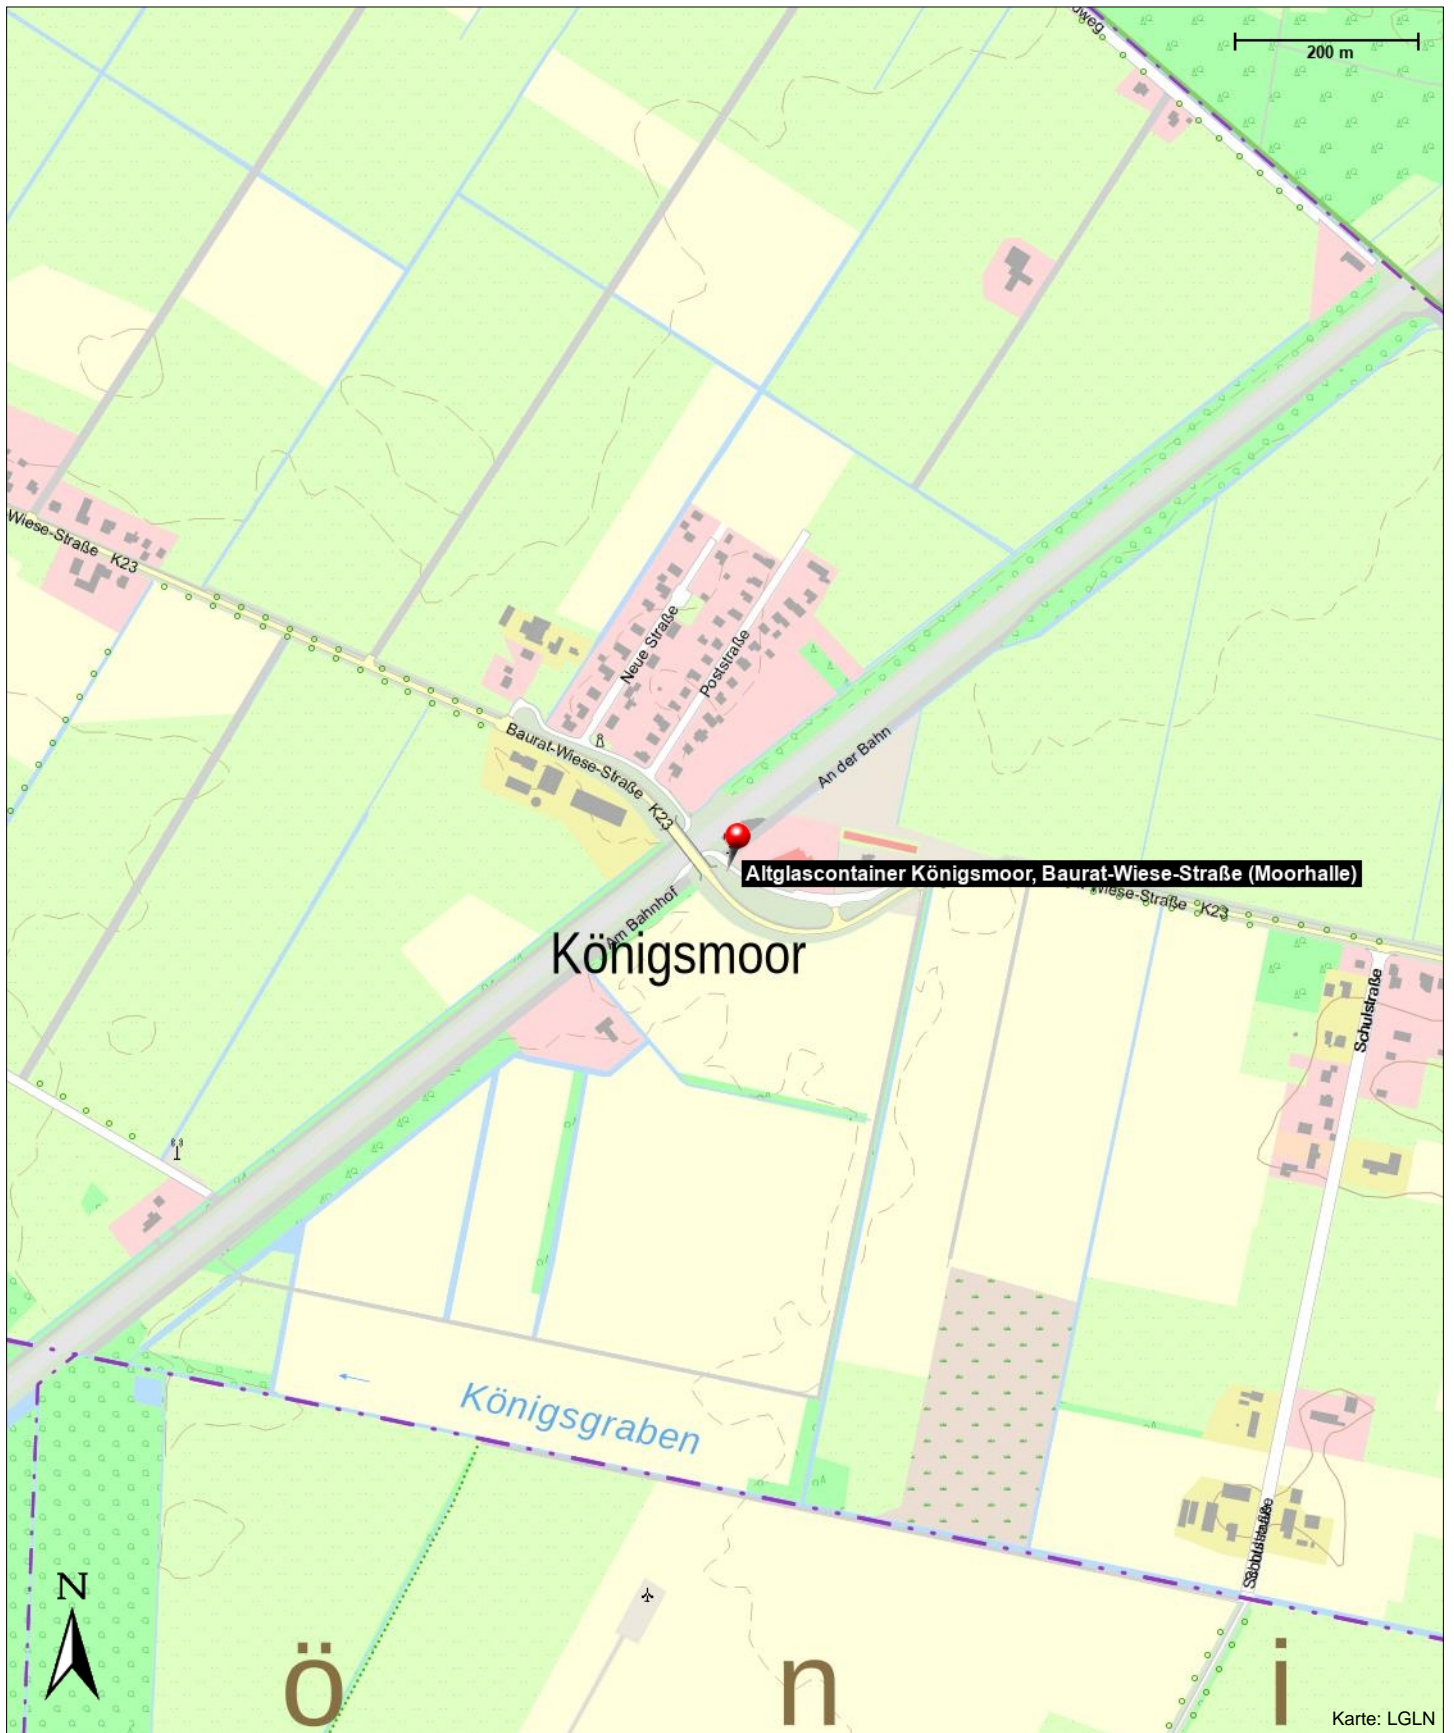 dweg
200 m
Wiese-Straße K23
Neue Straße
Poststraße
Baurat-Wiese-Straße K23
An der Bahn
Altglascontainer Königsmoor, Baurat-Wiese-Straße (Moorhalle)
Wiese-Straße K23
Am Bahnhof
Königsmoor
Schulstraße
Königsgraben
Schulstraße
N
ö n i
Karte: LGLN